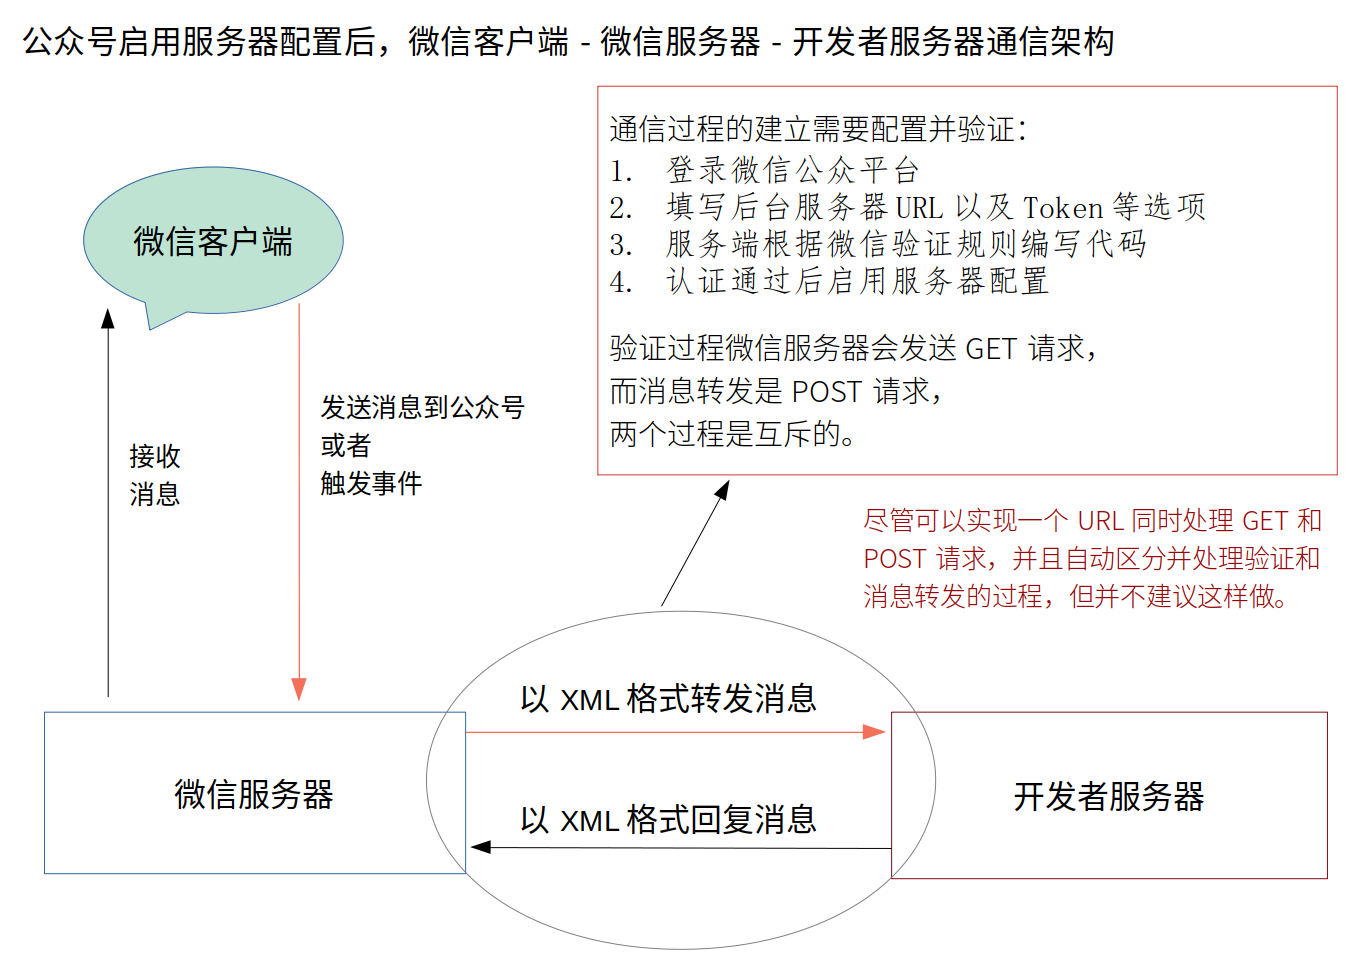 公众号启用服务器配置后，微信客户端 - 微信服务器 - 开发者服务器通信架构
通信过程的建立需要配置并验证：
1. 登录微信公众平台
2. 填写后台服务器 URL 以及 Token 等选项
3. 服务端根据微信验证规则编写代码
4. 认证通过后启用服务器配置
验证过程微信服务器会发送 GET 请求，
而消息转发是 POST 请求，
两个过程是互斥的。
微信客户端
发送消息到公众号
或者
触发事件
接收
消息
尽管可以实现一个 URL 同时处理 GET 和
POST 请求，并且自动区分并处理验证和
消息转发的过程，但并不建议这样做。
以 XML 格式转发消息
微信服务器
开发者服务器
以 XML 格式回复消息